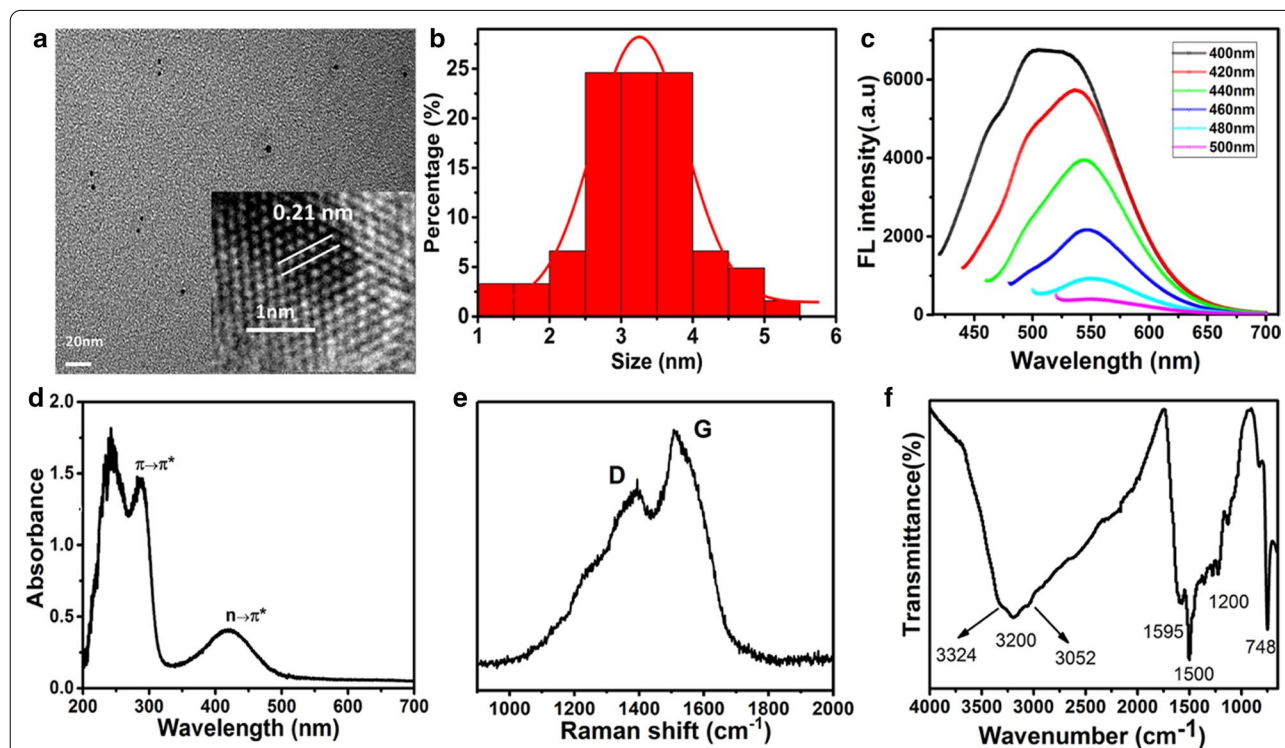 a
0.21 nm
1nm
20nm
b
Percentage (%)
25
20
15
10
5
0
1 2 3 4 5 6
Size (nm)
c
FL intensity(.a.u)
6000
4000
2000
0
400nm
420nm
440nm
460nm
480nm
500nm
450 500 550 600 650 700
Wavelength (nm)
d
Absorbance
2.0
1.5
1.0
0.5
0.0
π→π*
n→π*
200 300 400 500 600 700
Wavelength (nm)
e
D
G
1000 1200 1400 1600 1800 2000
Raman shift (cm-1)
f
Transmittance(%)
3324
3200
3052
1595
1500
1200
748
4000 3500 3000 2500 2000 1500 1000
Wavenumber (cm-1)